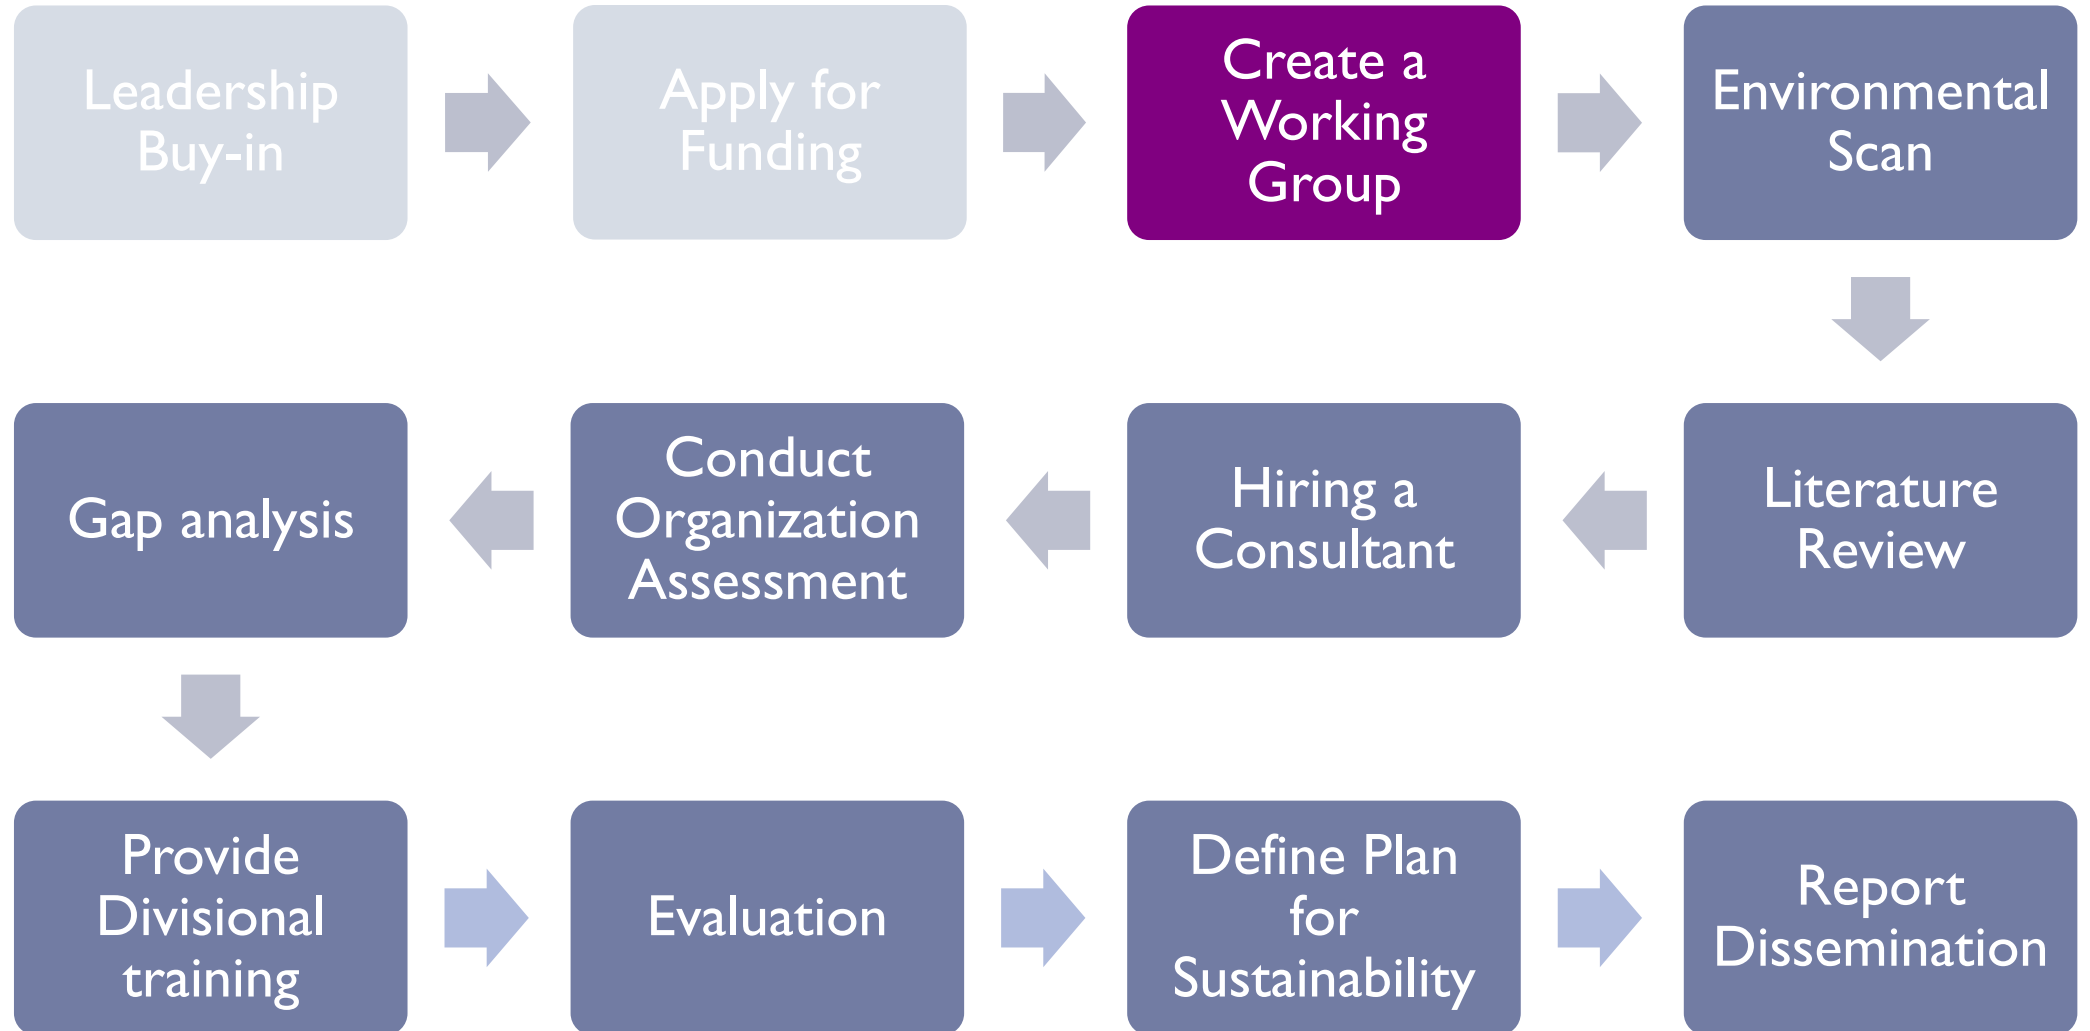 Leadership
Buy-in
Apply for
Funding
Create a
Working
Group
Environmental
Scan
Literature
Review
Hiring a
Consultant
Conduct
Organization
Assessment
Gap analysis
Provide
Divisional
training
Evaluation
Define Plan
for
Sustainability
Report
Dissemination